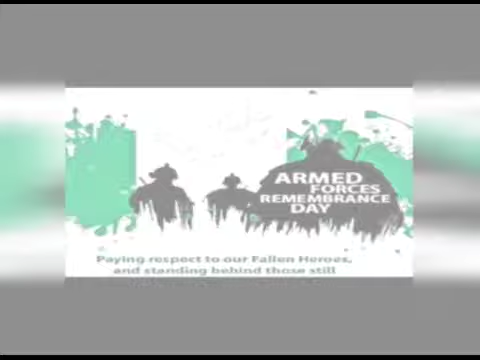 ARMED
FORCES
REMEMBRANCE
DAY
Paying respect to our Fallen Heroes,
and standing behind those still